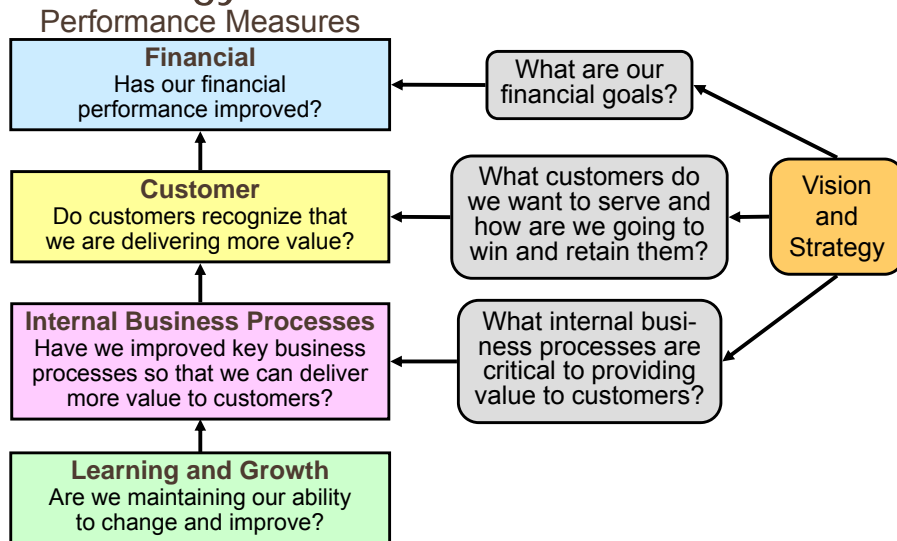 Performance Measures
Financial
Has our financial
performance improved?
What are our
financial goals?
Customer
Do customers recognize that
we are delivering more value?
What customers do
we want to serve and
how are we going to
win and retain them?
Vision
and
Strategy
Internal Business Processes
Have we improved key business
processes so that we can deliver
more value to customers?
What internal busi-
ness processes are
critical to providing
value to customers?
Learning and Growth
Are we maintaining our ability
to change and improve?